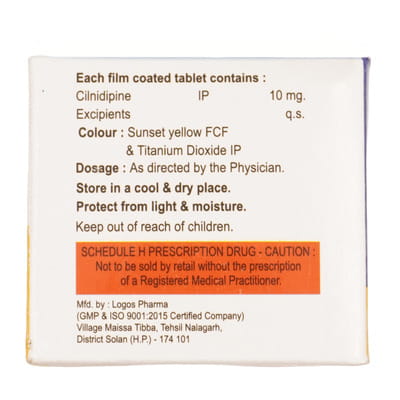 Each film coated tablet contains :
Cilnidipine IP 10 mg.
Excipients q.s.
Colour : Sunset yellow FCF
& Titanium Dioxide IP
Dosage : As directed by the Physician.
Store in a cool & dry place.
Protect from light & moisture.
Keep out of reach of children.
SCHEDULE H PRESCRIPTION DRUG - CAUTION :
Not to be sold by retail without the prescription
of a Registered Medical Practitioner.
Mfd. by : Logos Pharma
(GMP & ISO 9001:2015 Certified Company)
Village Maissa Tibba, Tehsil Nalagarh,
District Solan (H.P.) - 174 101